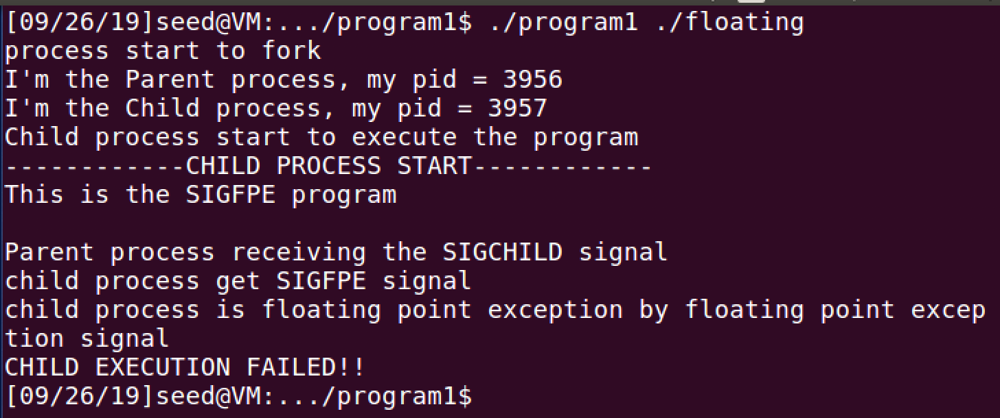 [09/26/19]seed@VM:.../program1$ ./program1 ./floating
process start to fork
I'm the Parent process, my pid = 3956
I'm the Child process, my pid = 3957
Child process start to execute the program
------------CHILD PROCESS START------------
This is the SIGFPE program
Parent process receiving the SIGCHILD signal
child process get SIGFPE signal
child process is floating point exception by floating point excep
tion signal
CHILD EXECUTION FAILED!!
[09/26/19]seed@VM:.../program1$